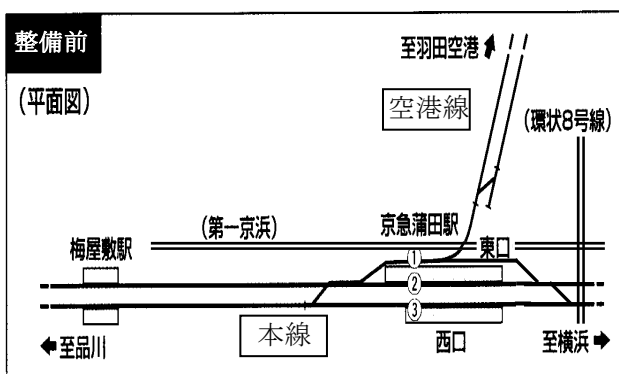 整備前
(平面図)
至羽田空港
空港線
(環状8号線)
(第一京浜)
京急蒲田駅
東口
梅屋敷駅
①
②
③
本線
西口
至品川
至横浜